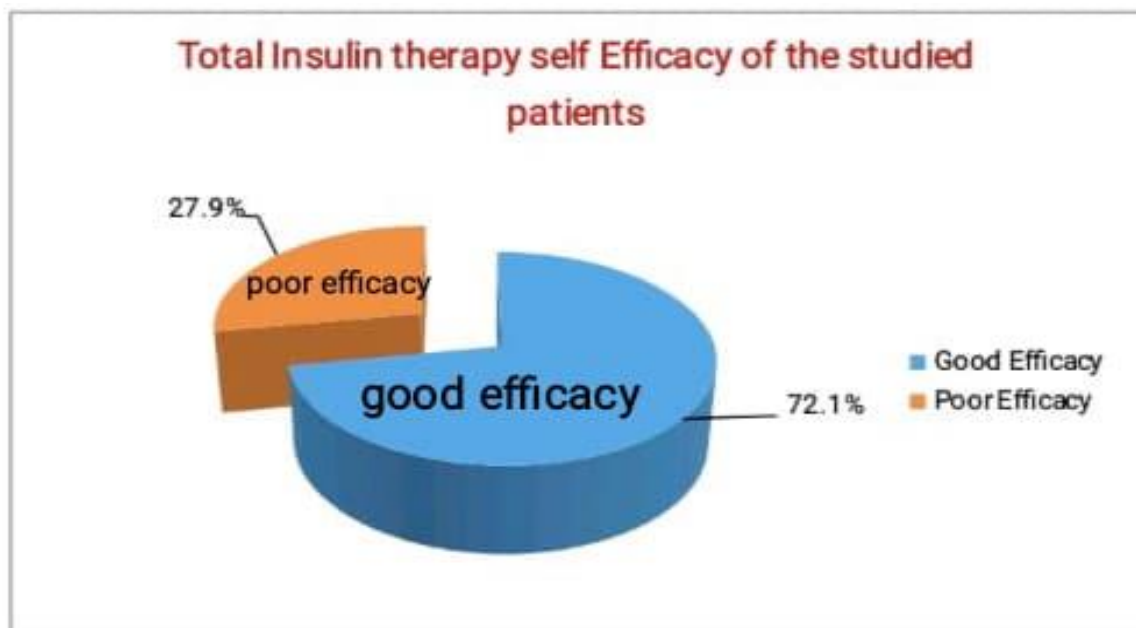 Total Insulin therapy self Efficacy of the studied
patients
27.9%
poor efficacy
good efficacy
72.1%
Good Efficacy
Poor Efficacy